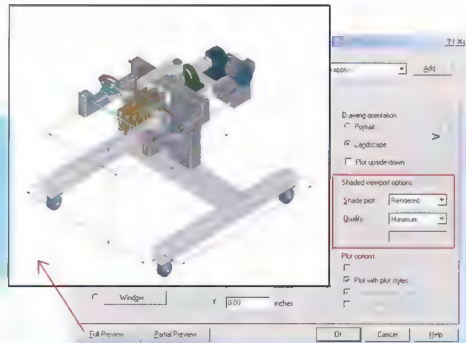 Add
Drawing orientation
Portrait
Landscape
A
Plot upside-down
Shaded viewport options
Shade plot: Rendered
Quality: Maximum
Plot options
Plot with plot styles
Window
0.00 inches
Full Preview
Partial Preview
Cancel
Help